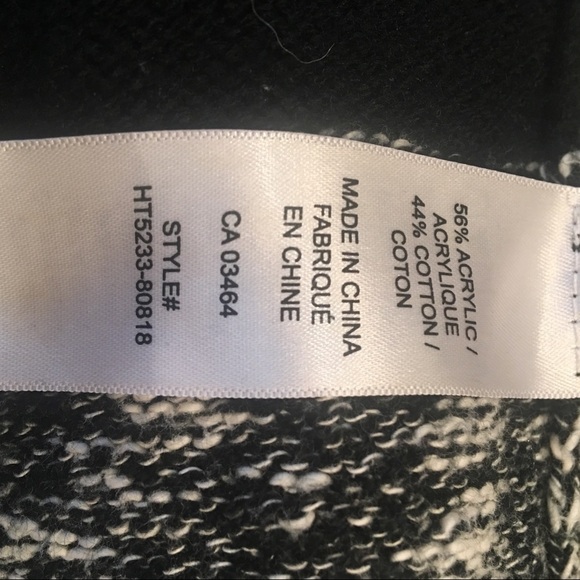 56% ACRYLIC /
ACRYLIQUE
44% COTTON /
COTON
MADE IN CHINA
FABRIQUÉ
EN CHINE
CA 03464
STYLE#
HT5233-80818